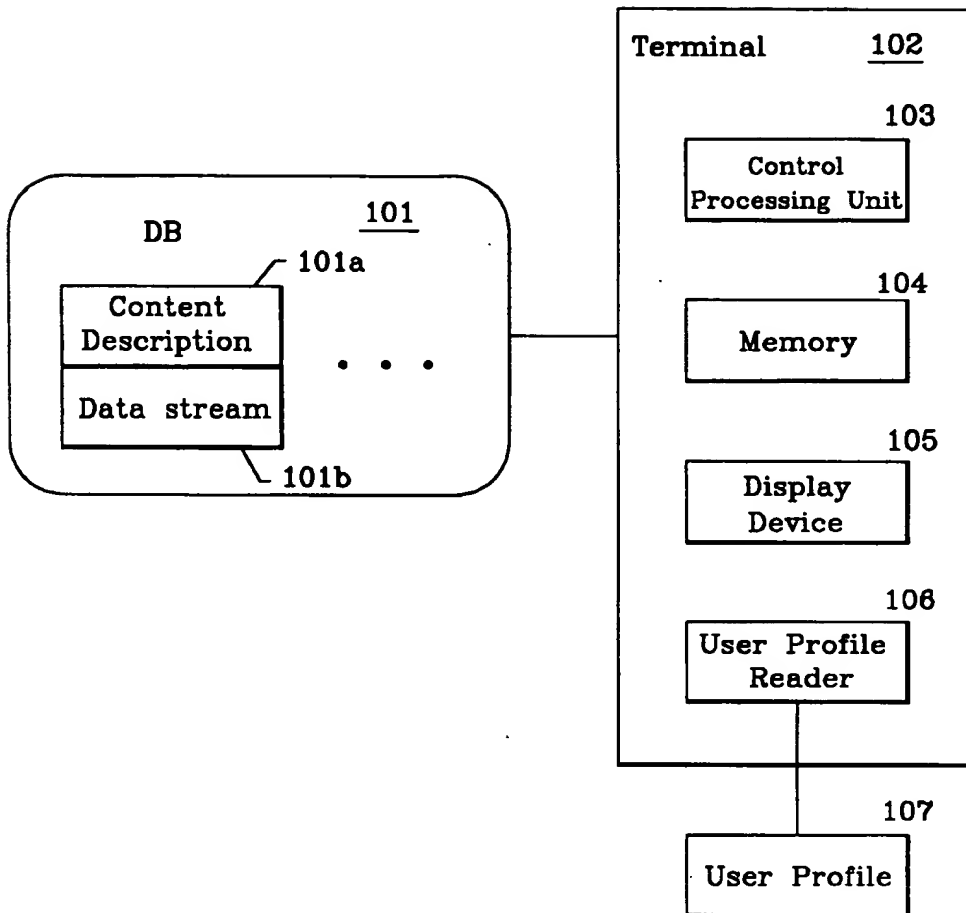 Terminal 102
103
Control
Processing Unit
DB 101
101a
Content
Description
Data stream
101b
104
Memory
105
Display
Device
106
User Profile
Reader
107
User Profile